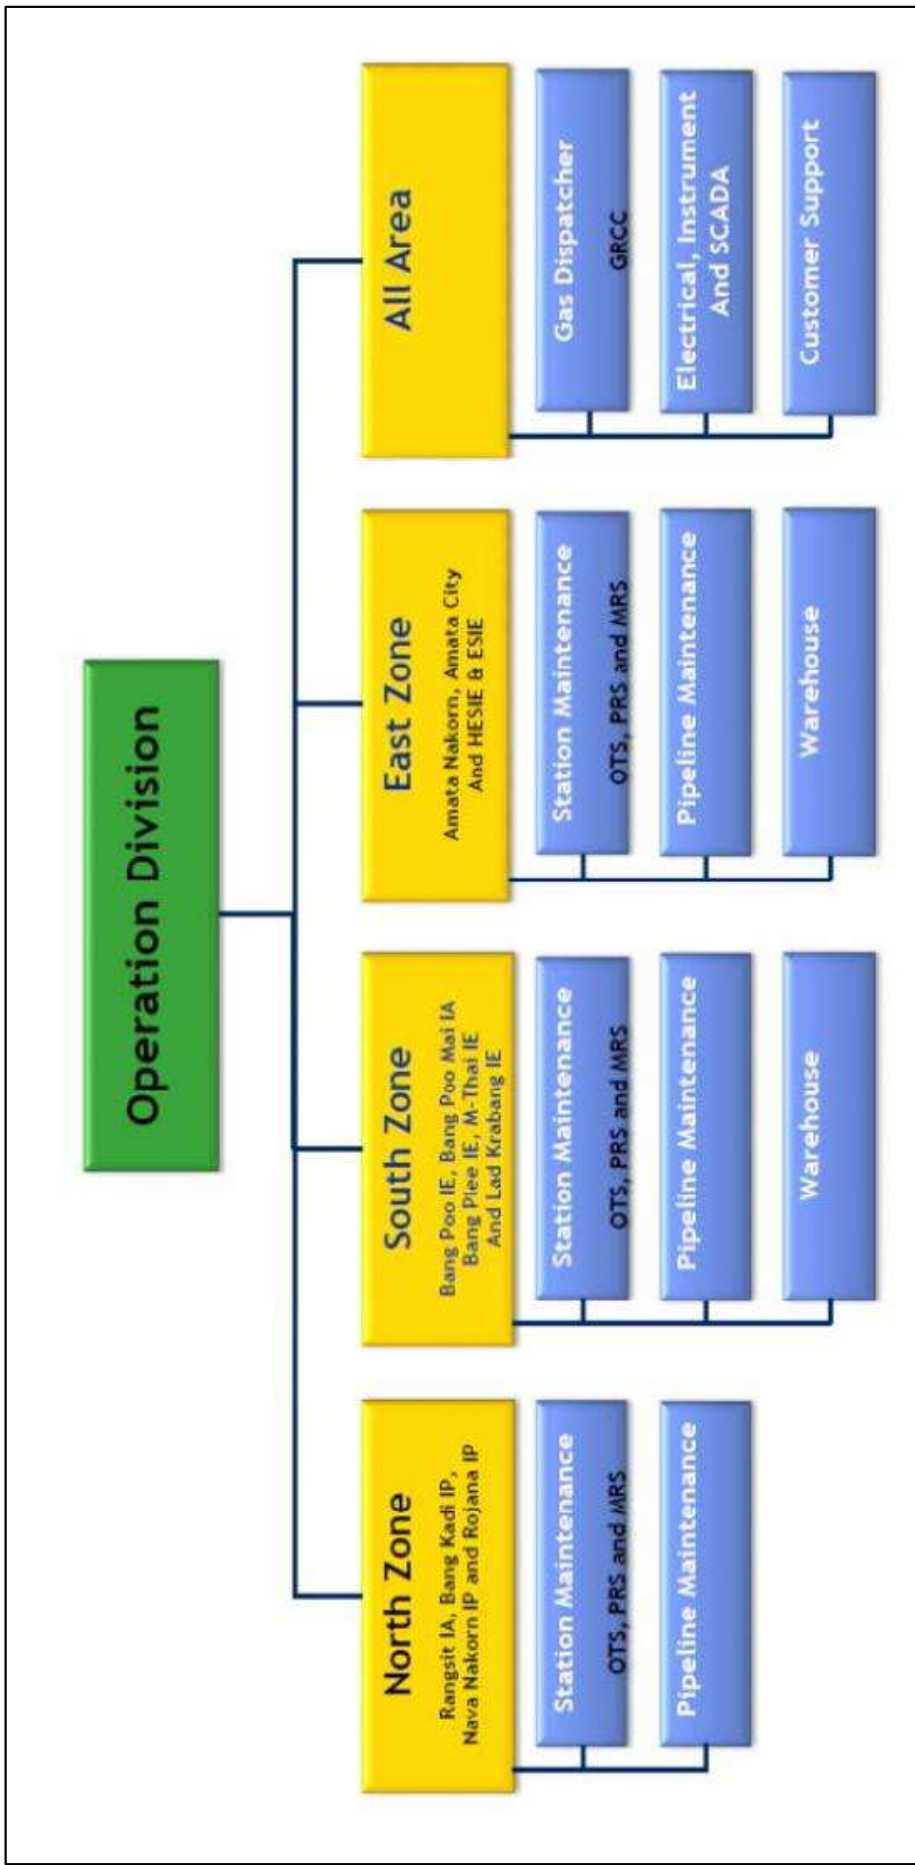 Operation Division
North Zone
Rangsit IA, Bang Kadi IP,
Nava Nakorn IP and Rojana IP
Station Maintenance
OTS, PRS and MRS
Pipeline Maintenance
South Zone
Bang Poo IE, Bang Poo Mai IA
Bang Plee IE, M-Thai IE
And Lad Krabang IE
Station Maintenance
OTS, PRS and MRS
Pipeline Maintenance
Warehouse
East Zone
Amata Nakorn, Amata City
And HESIE & ESIE
Station Maintenance
OTS, PRS and MRS
Pipeline Maintenance
Warehouse
All Area
Gas Dispatcher
GRCC
Electrical, Instrument
And SCADA
Customer Support